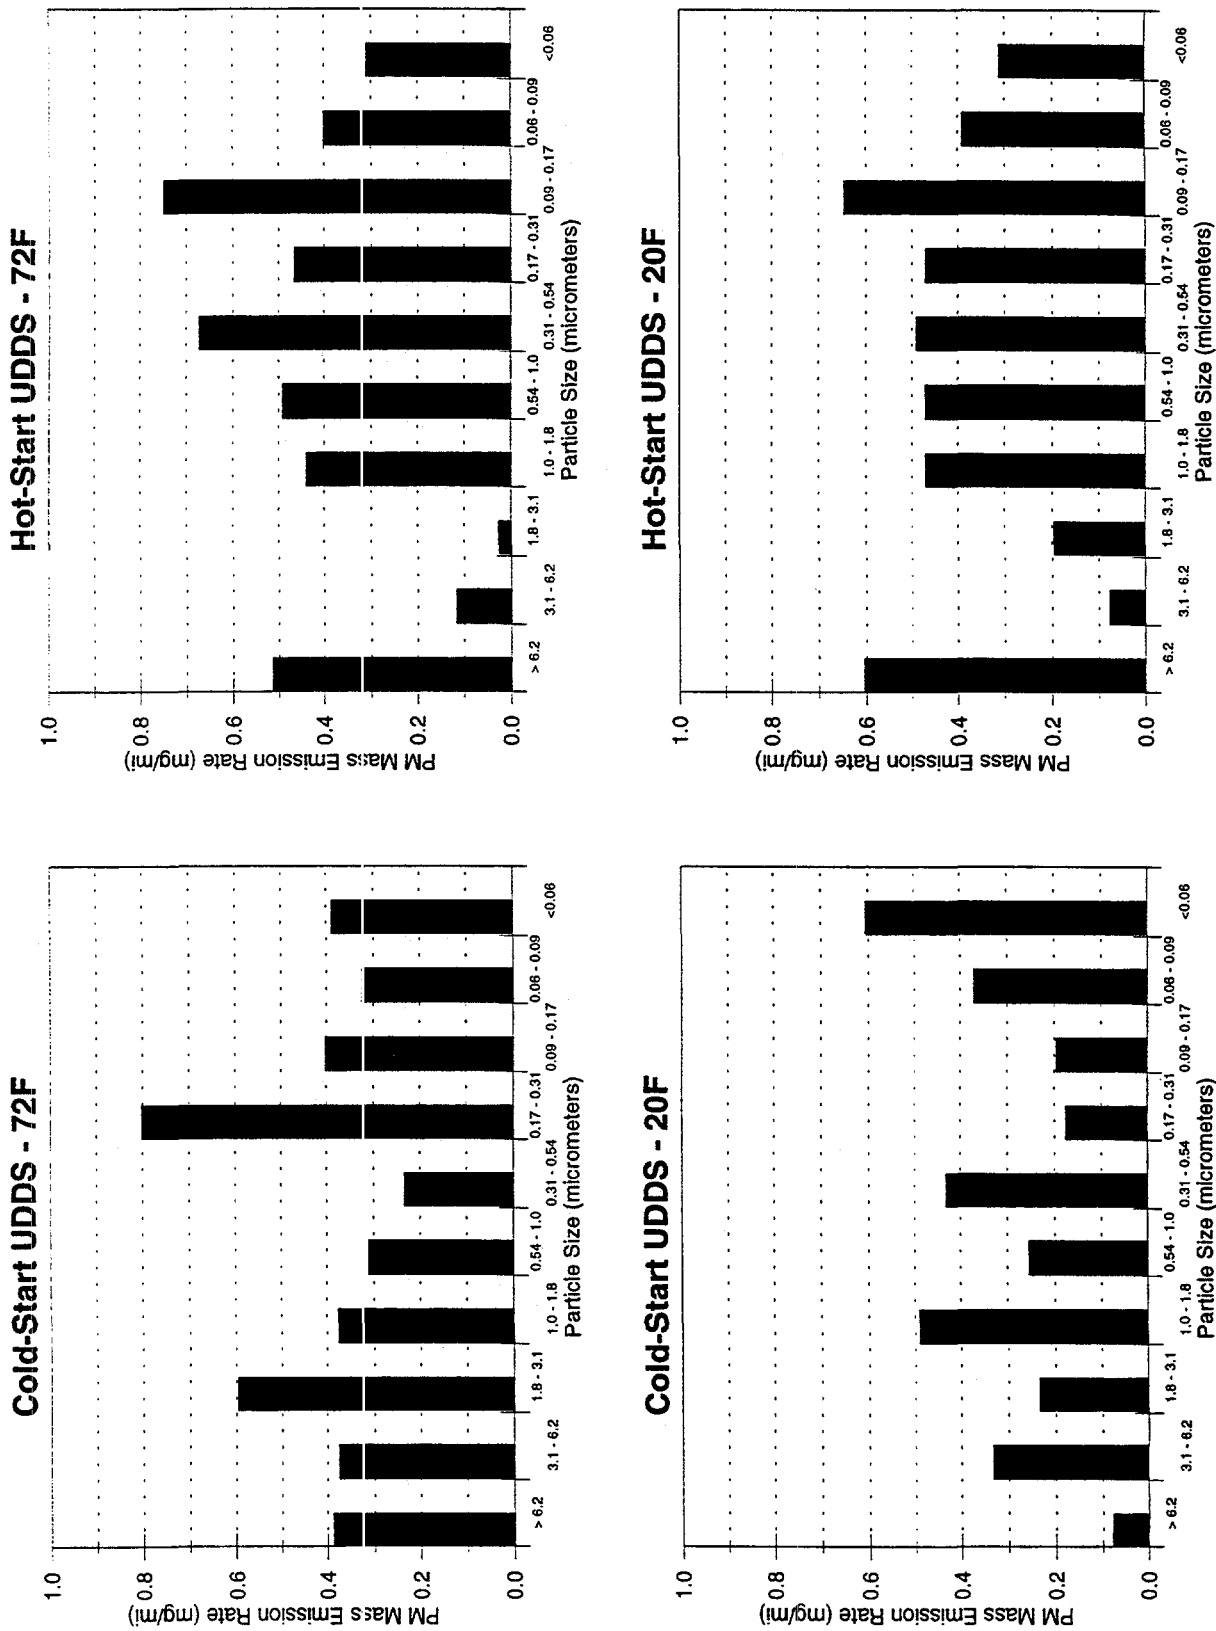 Cold-Start UDDS - 72F
PM Mass Emission Rate (mg/mi)
1.0
0.8
0.6
0.4
0.2
0.0
> 6.2
3.1 - 6.2
1.8 - 3.1
1.0 - 1.8
0.54 - 1.0
0.31 - 0.54
0.17 - 0.31
0.09 - 0.17
0.06 - 0.09
<0.06
Particle Size (micrometers)
Hot-Start UDDS - 72F
PM Mass Emission Rate (mg/mi)
1.0
0.8
0.6
0.4
0.2
0.0
> 6.2
3.1 - 6.2
1.8 - 3.1
1.0 - 1.8
0.54 - 1.0
0.31 - 0.54
0.17 - 0.31
0.09 - 0.17
0.06 - 0.09
<0.06
Particle Size (micrometers)
Cold-Start UDDS - 20F
PM Mass Emission Rate (mg/mi)
1.0
0.8
0.6
0.4
0.2
0.0
> 6.2
3.1 - 6.2
1.8 - 3.1
1.0 - 1.8
0.54 - 1.0
0.31 - 0.54
0.17 - 0.31
0.09 - 0.17
0.06 - 0.09
<0.06
Particle Size (micrometers)
Hot-Start UDDS - 20F
PM Mass Emission Rate (mg/mi)
1.0
0.8
0.6
0.4
0.2
0.0
> 6.2
3.1 - 6.2
1.8 - 3.1
1.0 - 1.8
0.54 - 1.0
0.31 - 0.54
0.17 - 0.31
0.09 - 0.17
0.06 - 0.09
<0.06
Particle Size (micrometers)